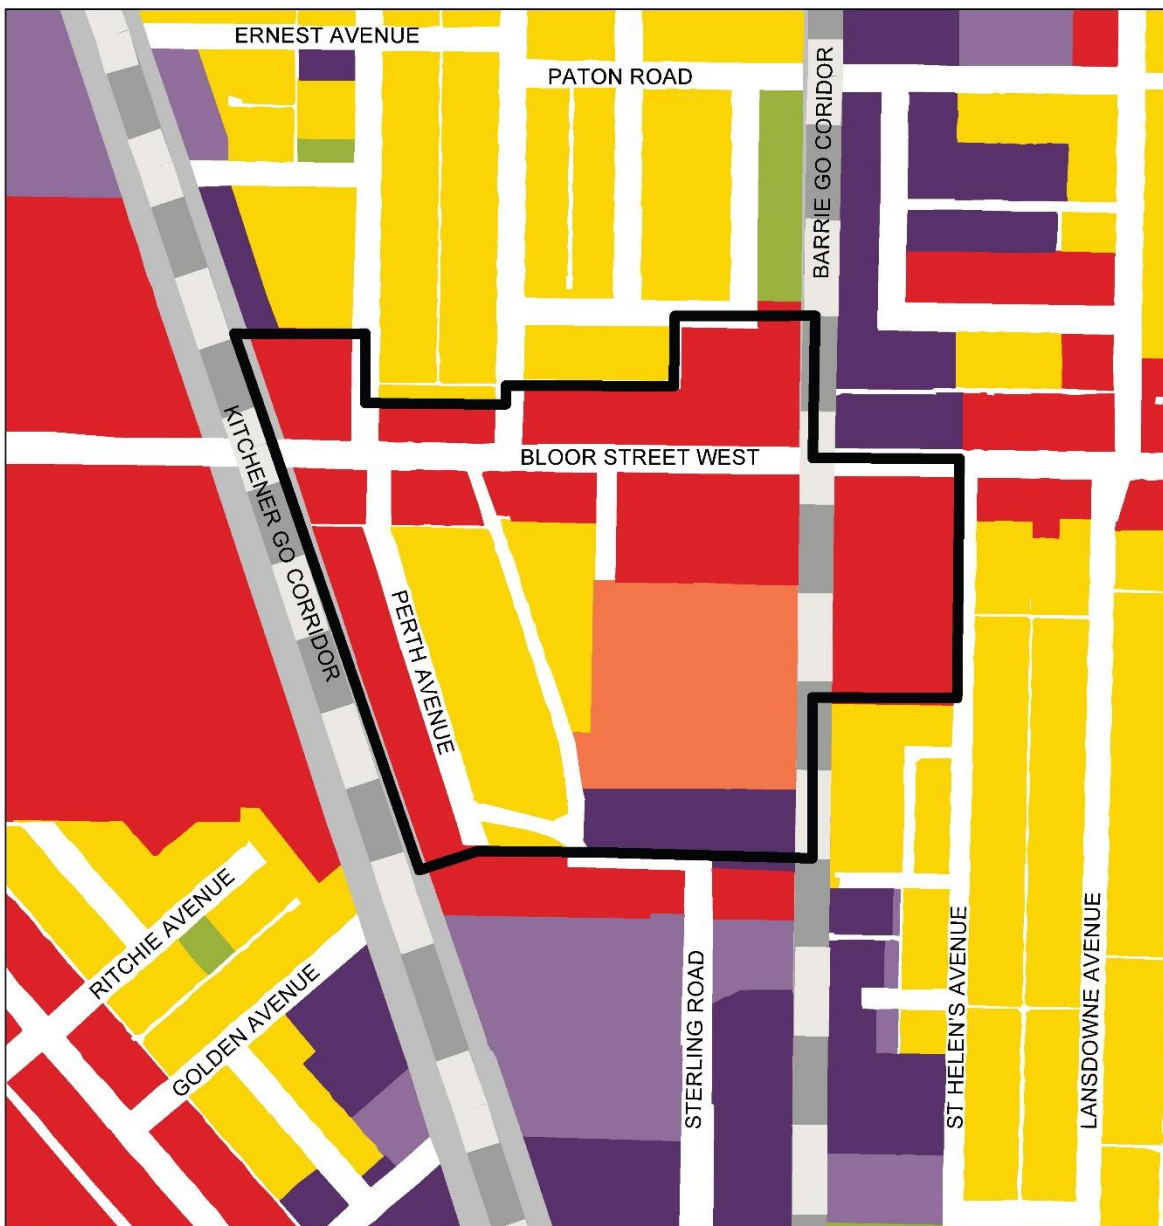 ERNEST AVENUE
PATON ROAD
BARRIE GO CORIDOR
KITCHENER GO CORRIDOR
BLOOR STREET WEST
PERTH AVENUE
RITCHIE AVENUE
GOLDEN AVENUE
STERLING ROAD
ST HELEN'S AVENUE
LANSDOWNE AVENUE